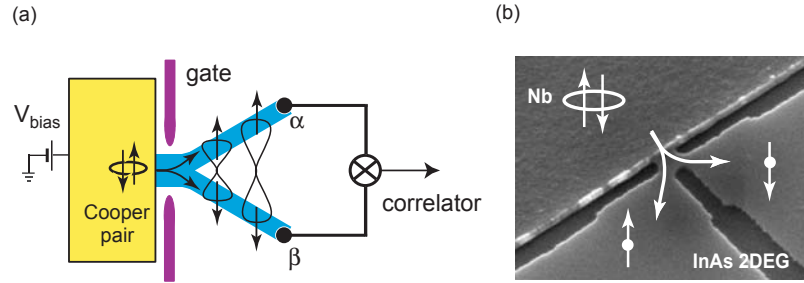 (a)
gate
V_bias
Cooper
pair
α
β
correlator
(b)
Nb
InAs 2DEG